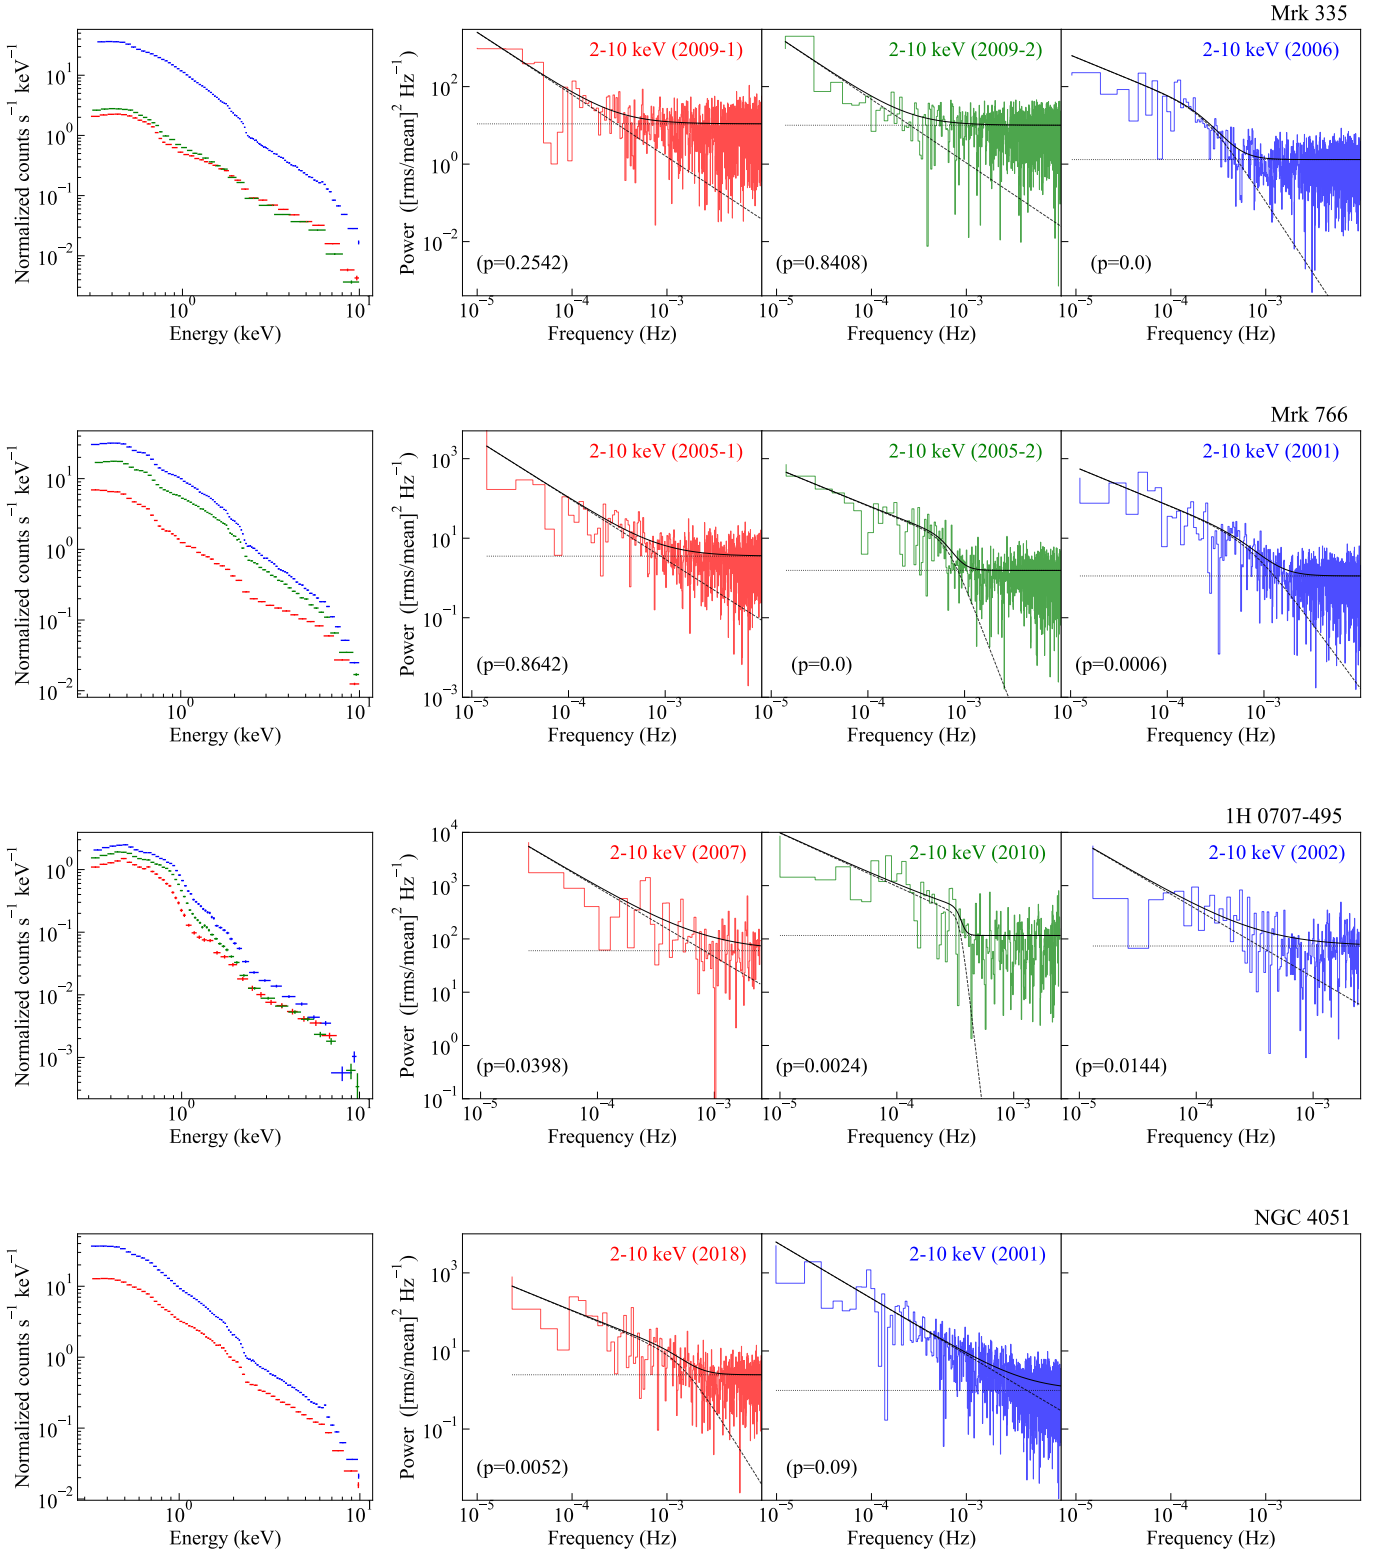 Mrk 335
Normalized counts s⁻¹ keV⁻¹
10¹
10⁰
10⁻¹
10⁻²
10⁰ 10¹
Energy (keV)
Power ([rms/mean]² Hz⁻¹)
10²
10⁰
10⁻²
2-10 keV (2009-1)
(p=0.2542)
10⁻⁵ 10⁻⁴ 10⁻³
Frequency (Hz)
2-10 keV (2009-2)
(p=0.8408)
10⁻⁵ 10⁻⁴ 10⁻³
Frequency (Hz)
2-10 keV (2006)
(p=0.0)
10⁻⁵ 10⁻⁴ 10⁻³
Frequency (Hz)
Mrk 766
Normalized counts s⁻¹ keV⁻¹
10¹
10⁰
10⁻¹
10⁻²
10⁰ 10¹
Energy (keV)
Power ([rms/mean]² Hz⁻¹)
10³
10¹
10⁻¹
10⁻³
2-10 keV (2005-1)
(p=0.8642)
10⁻⁵ 10⁻⁴ 10⁻³
Frequency (Hz)
2-10 keV (2005-2)
(p=0.0)
10⁻⁵ 10⁻⁴ 10⁻³
Frequency (Hz)
2-10 keV (2001)
(p=0.0006)
10⁻⁵ 10⁻⁴ 10⁻³
Frequency (Hz)
1H 0707-495
Normalized counts s⁻¹ keV⁻¹
10⁰
10⁻¹
10⁻²
10⁻³
10⁰ 10¹
Energy (keV)
Power ([rms/mean]² Hz⁻¹)
10⁴
10³
10²
10¹
10⁰
10⁻¹
2-10 keV (2007)
(p=0.0398)
10⁻⁵ 10⁻⁴ 10⁻³
Frequency (Hz)
2-10 keV (2010)
(p=0.0024)
10⁻⁵ 10⁻⁴ 10⁻³
Frequency (Hz)
2-10 keV (2002)
(p=0.0144)
10⁻⁵ 10⁻⁴ 10⁻³
Frequency (Hz)
NGC 4051
Normalized counts s⁻¹ keV⁻¹
10¹
10⁰
10⁻¹
10⁻²
10⁰ 10¹
Energy (keV)
Power ([rms/mean]² Hz⁻¹)
10³
10¹
10⁻¹
2-10 keV (2018)
(p=0.0052)
10⁻⁵ 10⁻⁴ 10⁻³
Frequency (Hz)
2-10 keV (2001)
(p=0.09)
10⁻⁵ 10⁻⁴ 10⁻³
Frequency (Hz)
10⁻⁵ 10⁻⁴ 10⁻³
Frequency (Hz)